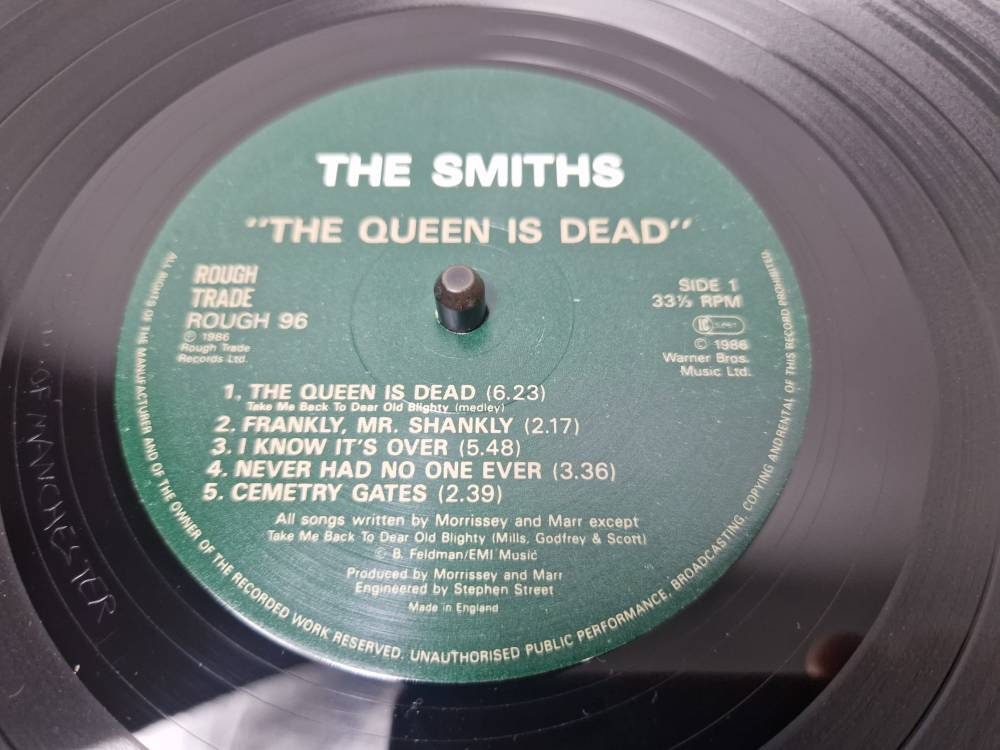 THE SMITHS
"THE QUEEN IS DEAD"
ROUGH
TRADE
ROUGH 96
℗ 1986
Rough Trade
Records Ltd.
SIDE 1
33⅓ RPM
© 1986
Warner Bros.
Music Ltd.
1. THE QUEEN IS DEAD (6.23)
Take Me Back To Dear Old Blighty (medley)
2. FRANKLY, MR. SHANKLY (2.17)
3. I KNOW IT'S OVER (5.48)
4. NEVER HAD NO ONE EVER (3.36)
5. CEMETRY GATES (2.39)
All songs written by Morrissey and Marr except
Take Me Back To Dear Old Blighty (Mills, Godfrey & Scott)
© B. Feldman/EMI Music
Produced by Morrissey and Marr
Engineered by Stephen Street
Made in England
ALL RIGHTS OF THE MANUFACTURER AND OF THE OWNER OF THE RECORDED WORK RESERVED. UNAUTHORISED PUBLIC PERFORMANCE, BROADCASTING, COPYING AND RENTAL OF THIS RECORD PROHIBITED
OF MANCHESTER